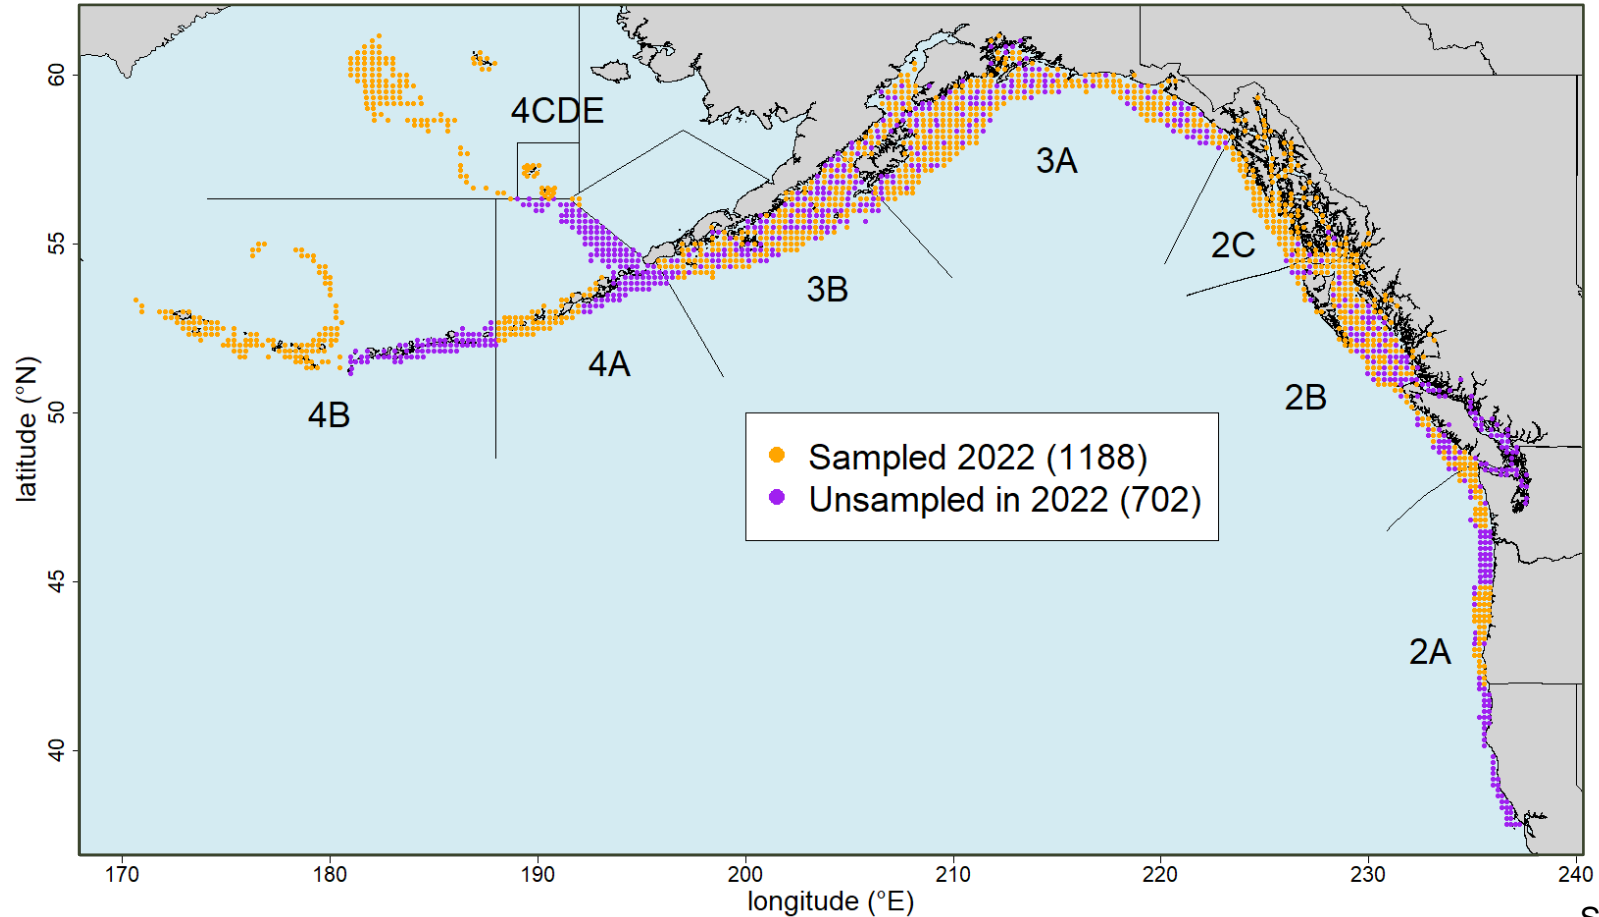 60
55
50
45
40
latitude (°N)
4CDE
3A
2C
3B
4A
2B
4B
Sampled 2022 (1188)
Unsampled in 2022 (702)
2A
170
180
190
200
210
220
230
240
longitude (°E)